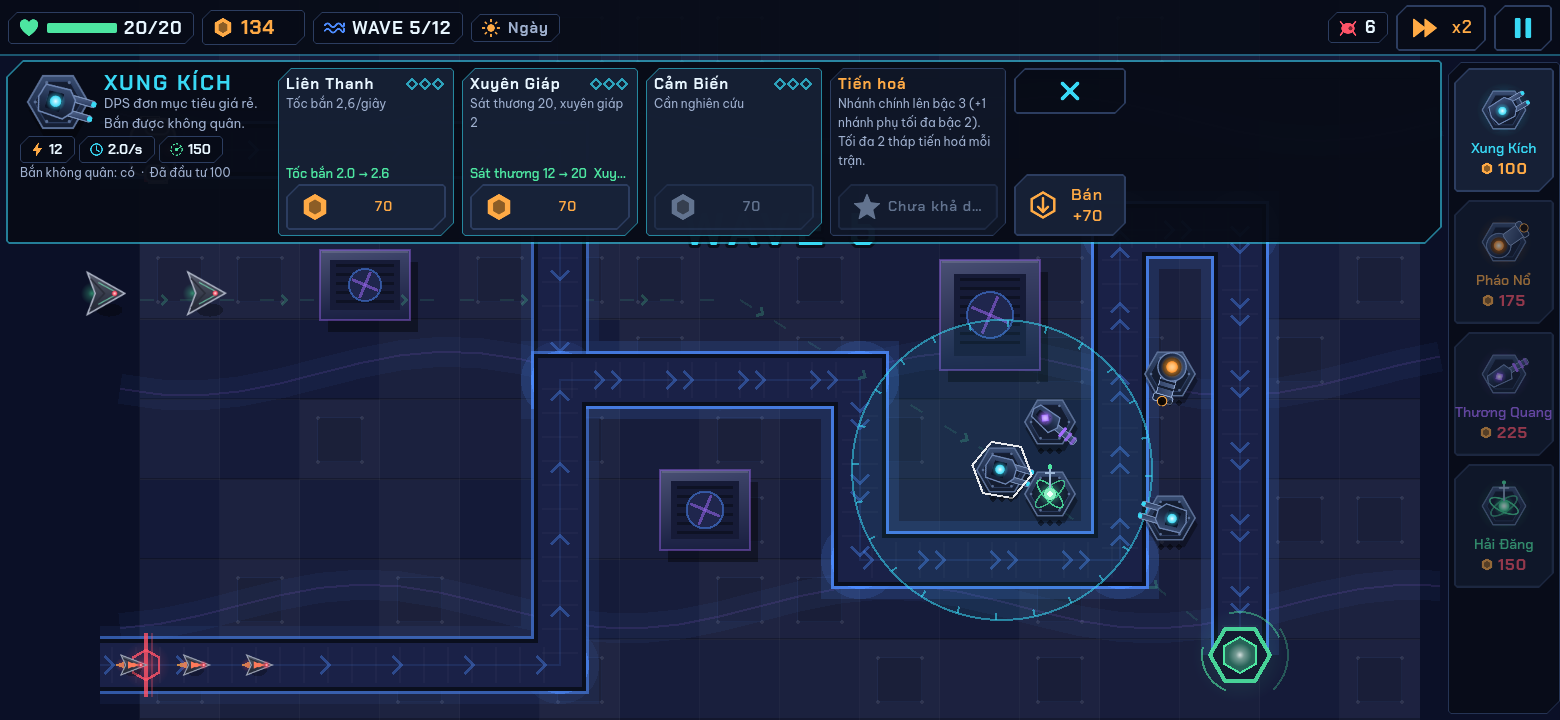 20/20
134
WAVE 5/12
Ngày
6
x2
XUNG KÍCH
DPS đơn mục tiêu giá rẻ.
Bắn được không quân.
12
2.0/s
150
Bắn không quân: có · Đã đầu tư 100
Liên Thanh
Tốc bắn 2,6/giây
Tốc bắn 2.0 → 2.6
70
Xuyên Giáp
Sát thương 20, xuyên giáp
2
Sát thương 12 → 20 Xuy...
70
Cảm Biến
Cần nghiên cứu
70
Tiến hoá
Nhánh chính lên bậc 3 (+1
nhánh phụ tối đa bậc 2).
Tối đa 2 tháp tiến hoá mỗi
trận.
Chưa khả d...
Bán
+70
Xung Kích
100
Pháo Nổ
175
Thương Quang
225
Hải Đăng
150